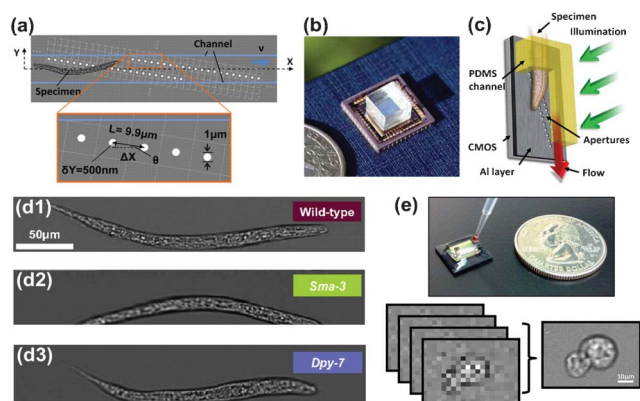 (a)
Y
Channel
v
X
Specimen
L= 9.9µm
1µm
ΔX
θ
δY=500nm
(b)
(c)
Specimen
Illumination
PDMS
channel
CMOS
Apertures
Al layer
Flow
(d1)
Wild-type
50µm
(d2)
Sma-3
(d3)
Dpy-7
(e)
10µm